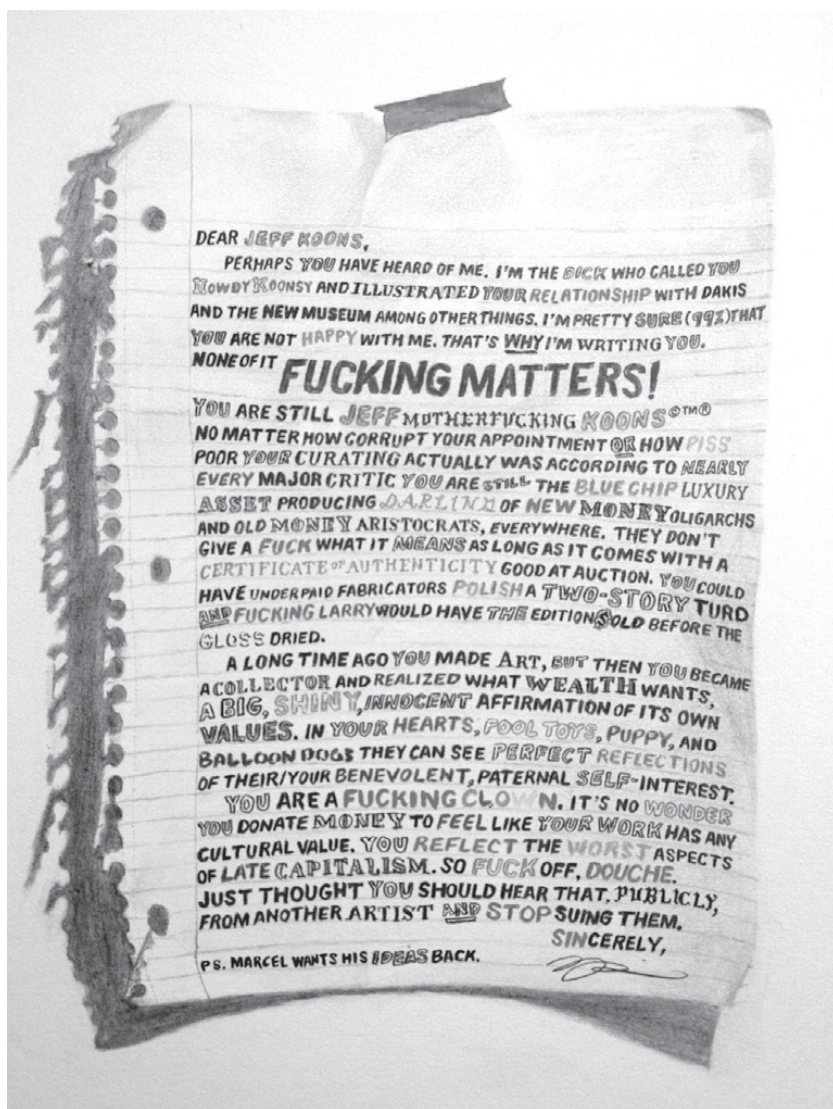 DEAR JEFF KOONS,
PERHAPS YOU HAVE HEARD OF ME. I'M THE DICK WHO CALLED YOU
HOWDY KOONSY AND ILLUSTRATED YOUR RELATIONSHIP WITH DAKIS
AND THE NEW MUSEUM AMONG OTHER THINGS. I'M PRETTY SURE (99%) THAT
YOU ARE NOT HAPPY WITH ME. THAT'S WHY I'M WRITING YOU.
NONE OF IT FUCKING MATTERS!
YOU ARE STILL JEFF MOTHERFUCKING KOONS©™®
NO MATTER HOW CORRUPT YOUR APPOINTMENT OR HOW PISS
POOR YOUR CURATING ACTUALLY WAS ACCORDING TO NEARLY
EVERY MAJOR CRITIC YOU ARE STILL THE BLUE CHIP LUXURY
ASSET PRODUCING DARLING OF NEW MONEY OLIGARCHS
AND OLD MONEY ARISTOCRATS, EVERYWHERE. THEY DON'T
GIVE A FUCK WHAT IT MEANS AS LONG AS IT COMES WITH A
CERTIFICATE OF AUTHENTICITY GOOD AT AUCTION. YOU COULD
HAVE UNDERPAID FABRICATORS POLISH A TWO-STORY TURD
AND FUCKING LARRY WOULD HAVE THE EDITION $OLD BEFORE THE
GLOSS DRIED.
A LONG TIME AGO YOU MADE ART, BUT THEN YOU BECAME
A COLLECTOR AND REALIZED WHAT WEALTH WANTS,
A BIG, SHINY, INNOCENT AFFIRMATION OF ITS OWN
VALUES. IN YOUR HEARTS, POOL TOYS, PUPPY, AND
BALLOON DOGS THEY CAN SEE PERFECT REFLECTIONS
OF THEIR/YOUR BENEVOLENT, PATERNAL SELF-INTEREST.
YOU ARE A FUCKING CLOWN. IT'S NO WONDER
YOU DONATE MONEY TO FEEL LIKE YOUR WORK HAS ANY
CULTURAL VALUE. YOU REFLECT THE WORST ASPECTS
OF LATE CAPITALISM. SO FUCK OFF, DOUCHE.
JUST THOUGHT YOU SHOULD HEAR THAT, PUBLICLY,
FROM ANOTHER ARTIST AND STOP SUING THEM.
SINCERELY,
PS. MARCEL WANTS HIS IDEAS BACK.